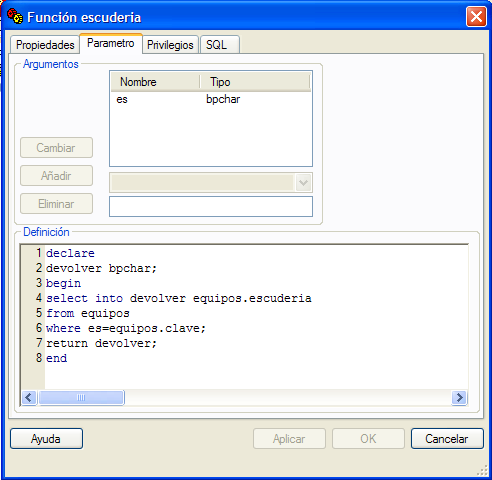 Función escuderia
Propiedades Parametro Privilegios SQL
Argumentos
Nombre Tipo
es bpchar
Cambiar
Añadir
Eliminar
Definición
1 declare
2 devolver bpchar;
3 begin
4 select into devolver equipos.escuderia
5 from equipos
6 where es=equipos.clave;
7 return devolver;
8 end
Ayuda Aplicar OK Cancelar